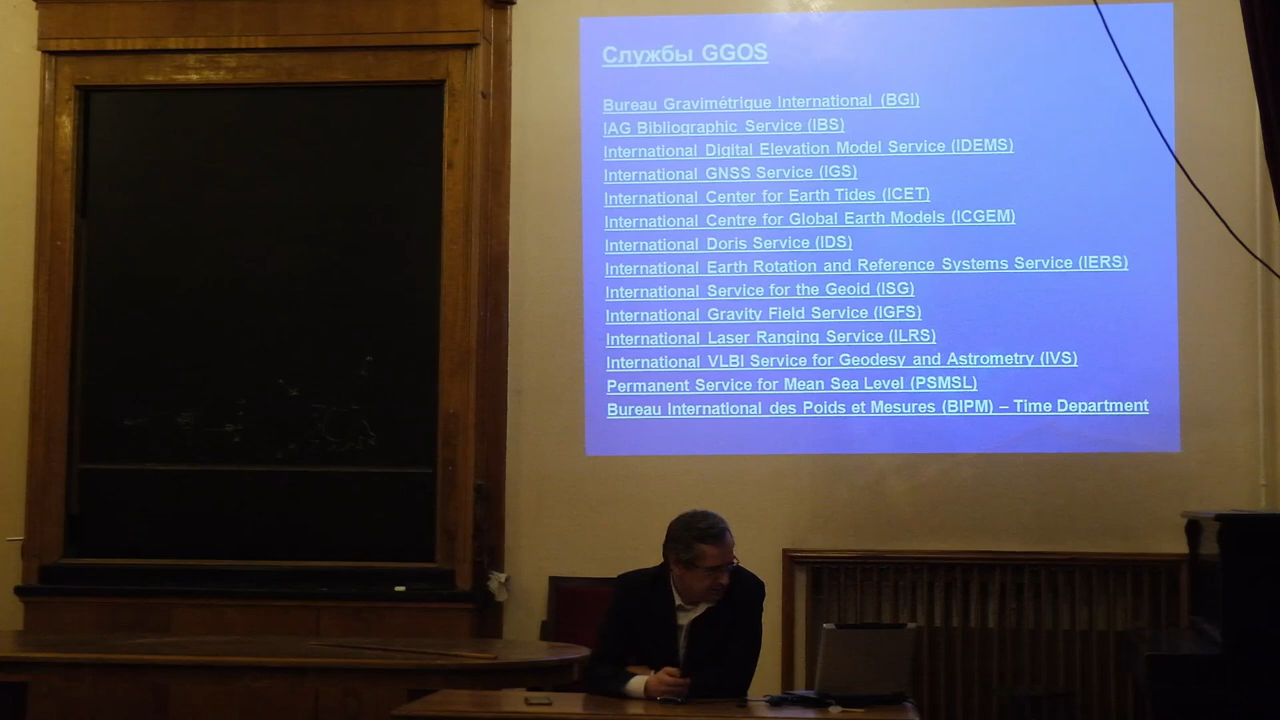 Службы GGOS
Bureau Gravimétrique International (BGI)
IAG Bibliographic Service (IBS)
International Digital Elevation Model Service (IDEMS)
International GNSS Service (IGS)
International Center for Earth Tides (ICET)
International Centre for Global Earth Models (ICGEM)
International Doris Service (IDS)
International Earth Rotation and Reference Systems Service (IERS)
International Service for the Geoid (ISG)
International Gravity Field Service (IGFS)
International Laser Ranging Service (ILRS)
International VLBI Service for Geodesy and Astrometry (IVS)
Permanent Service for Mean Sea Level (PSMSL)
Bureau International des Poids et Mesures (BIPM) – Time Department